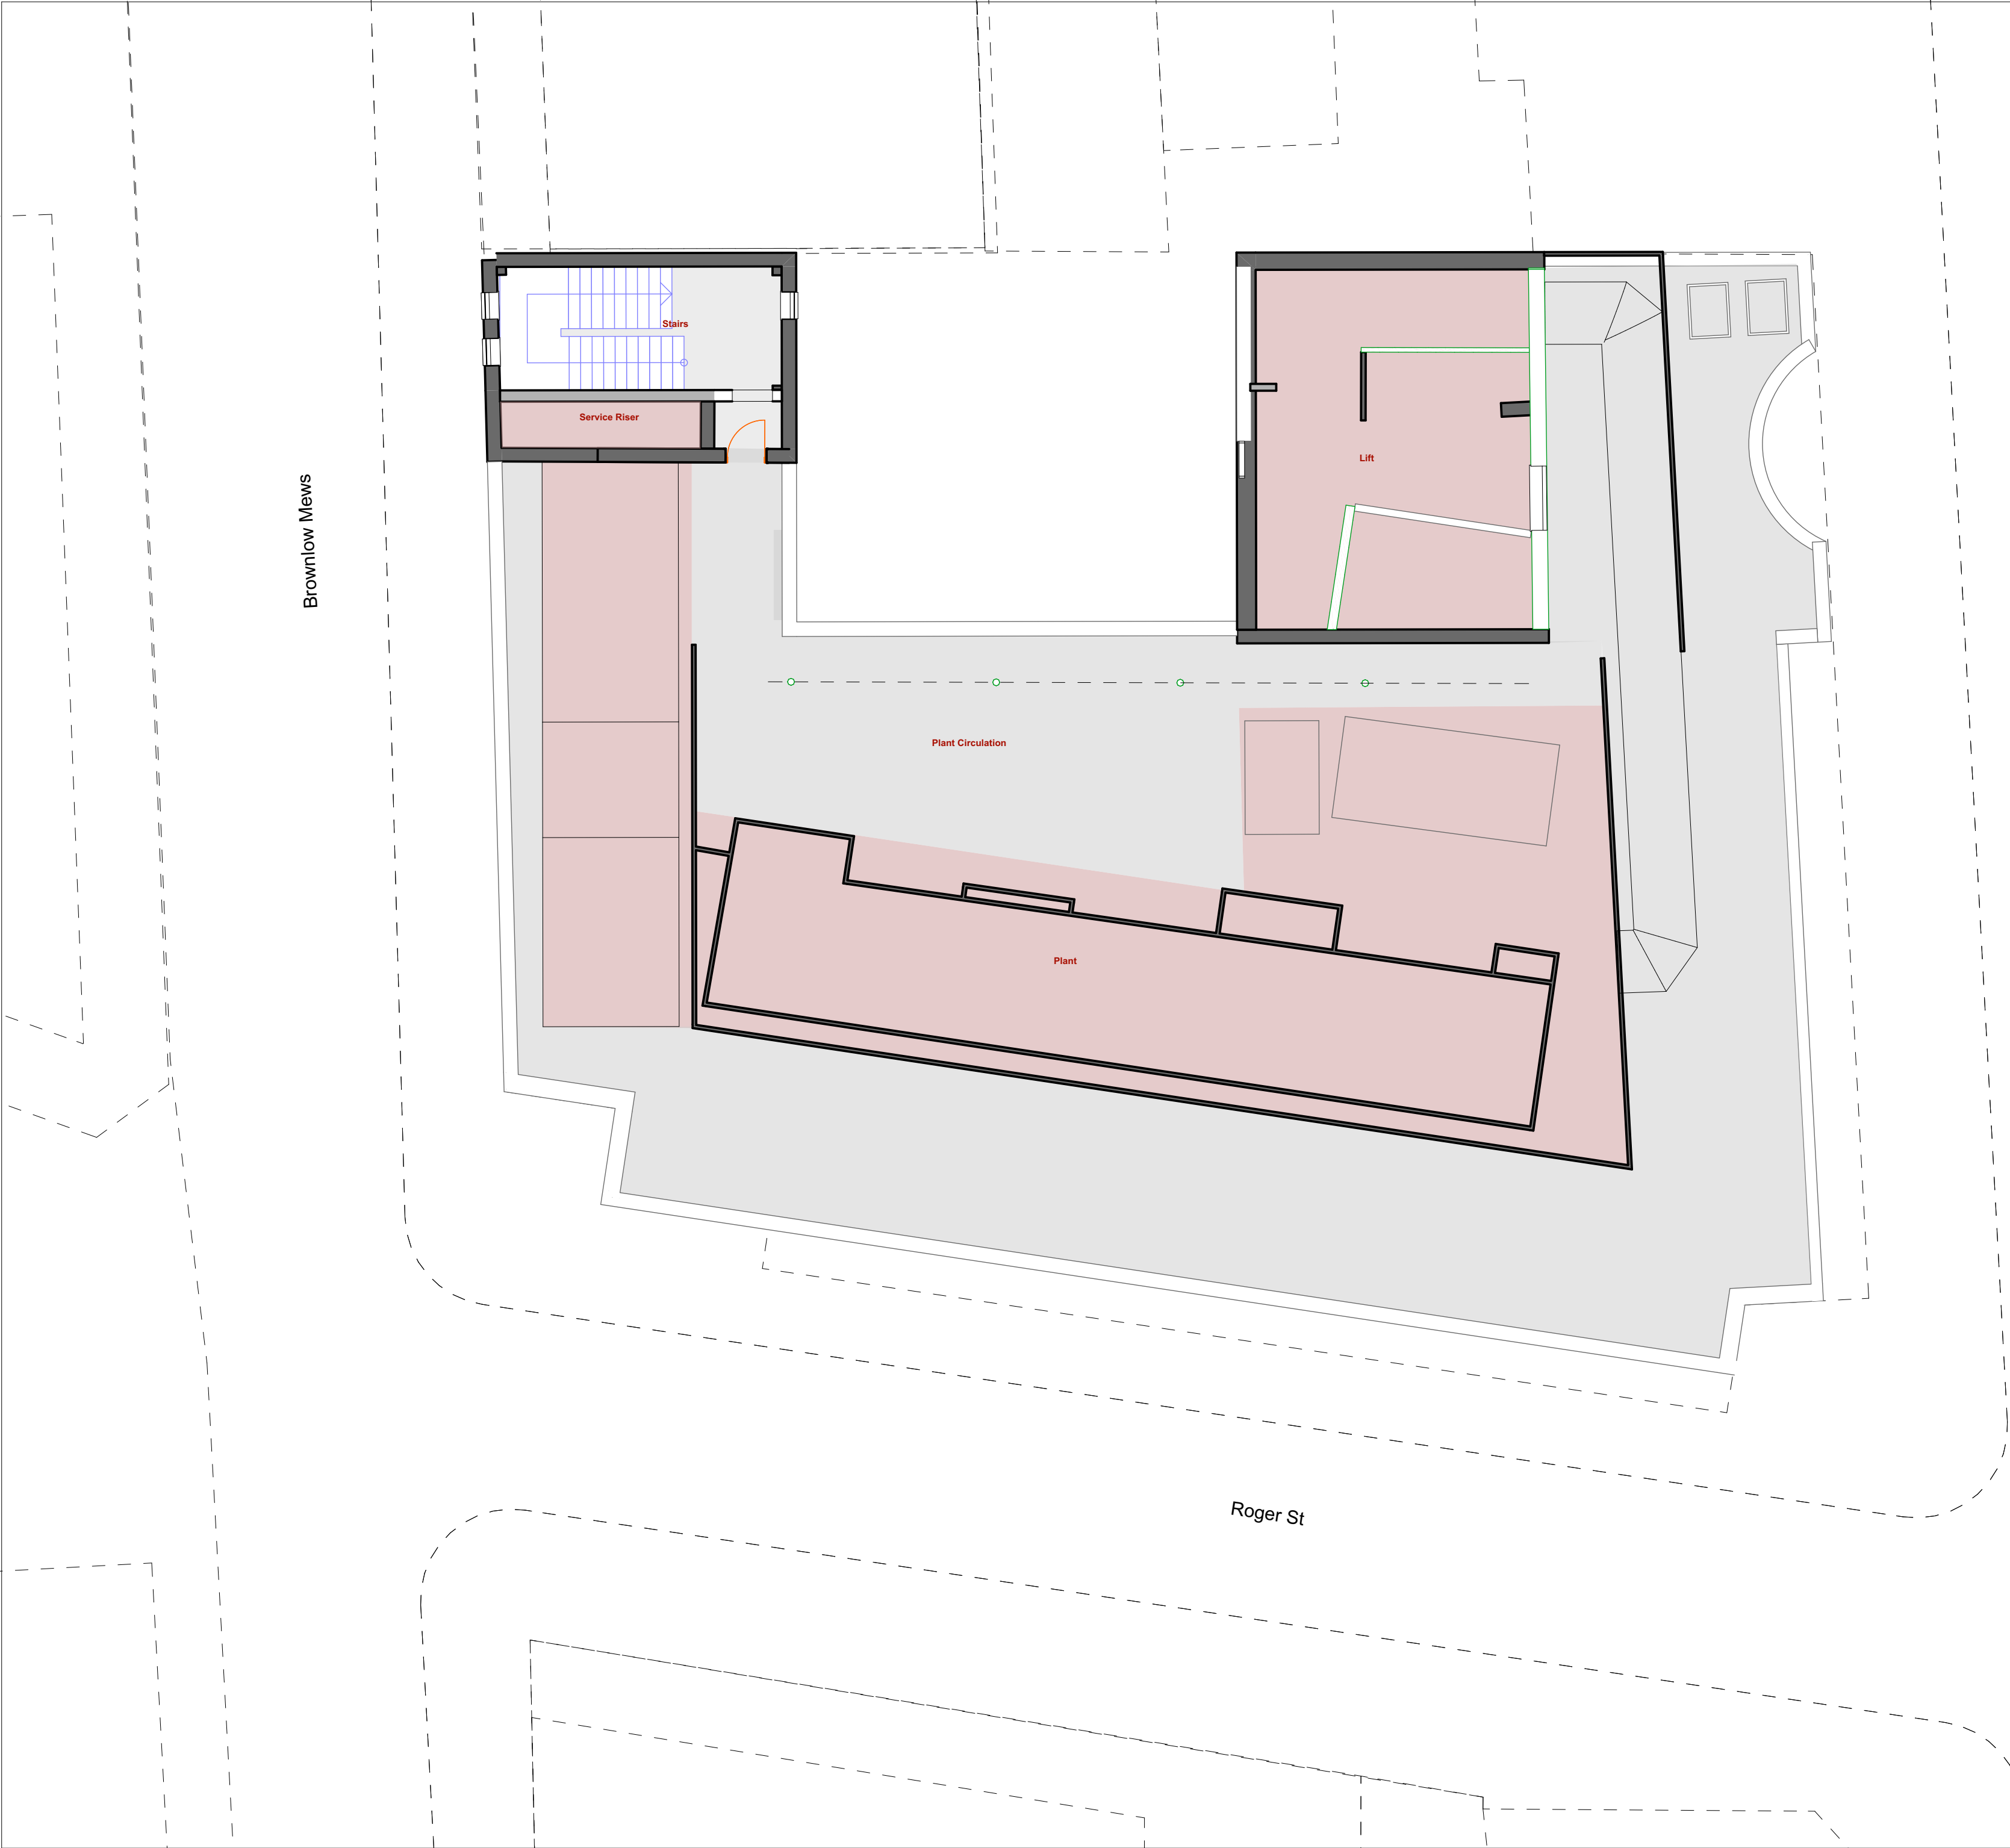 Stairs
Service Riser
Lift
Brownlow Mews
Plant Circulation
Plant
Roger St